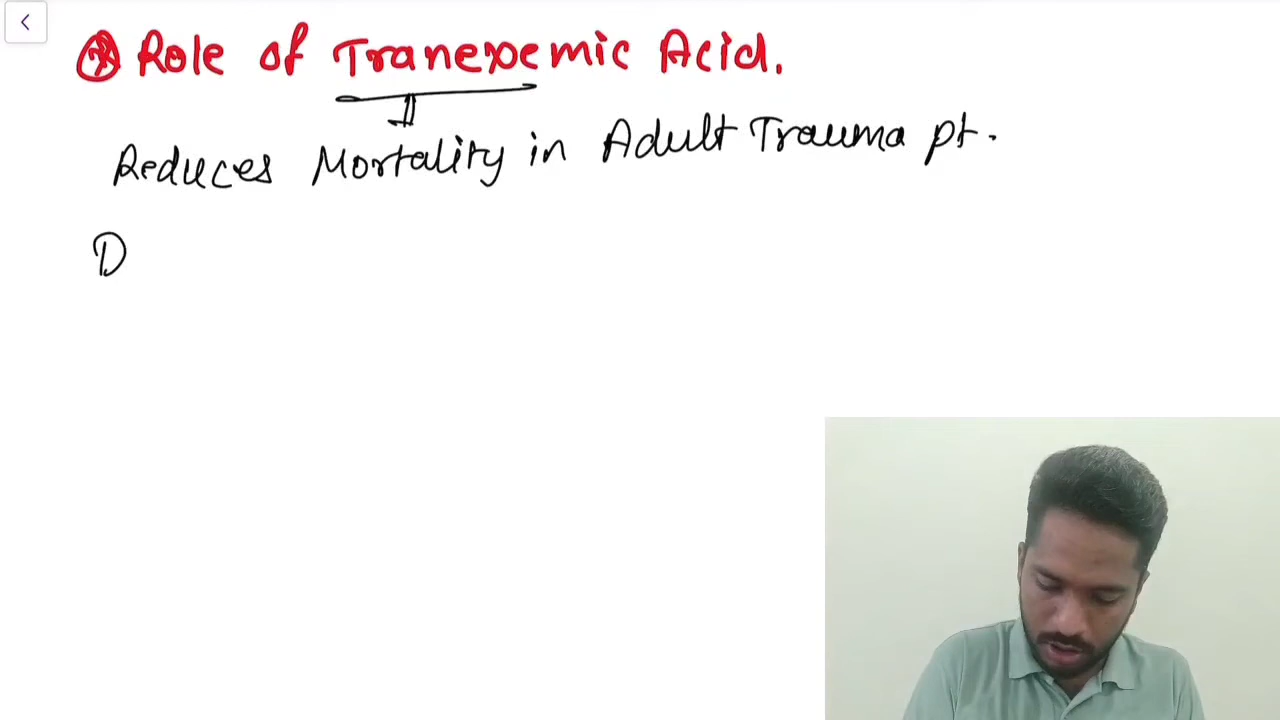 Role of Tranexemic Acid.
Reduces Mortality in Adult Trauma pt.
D